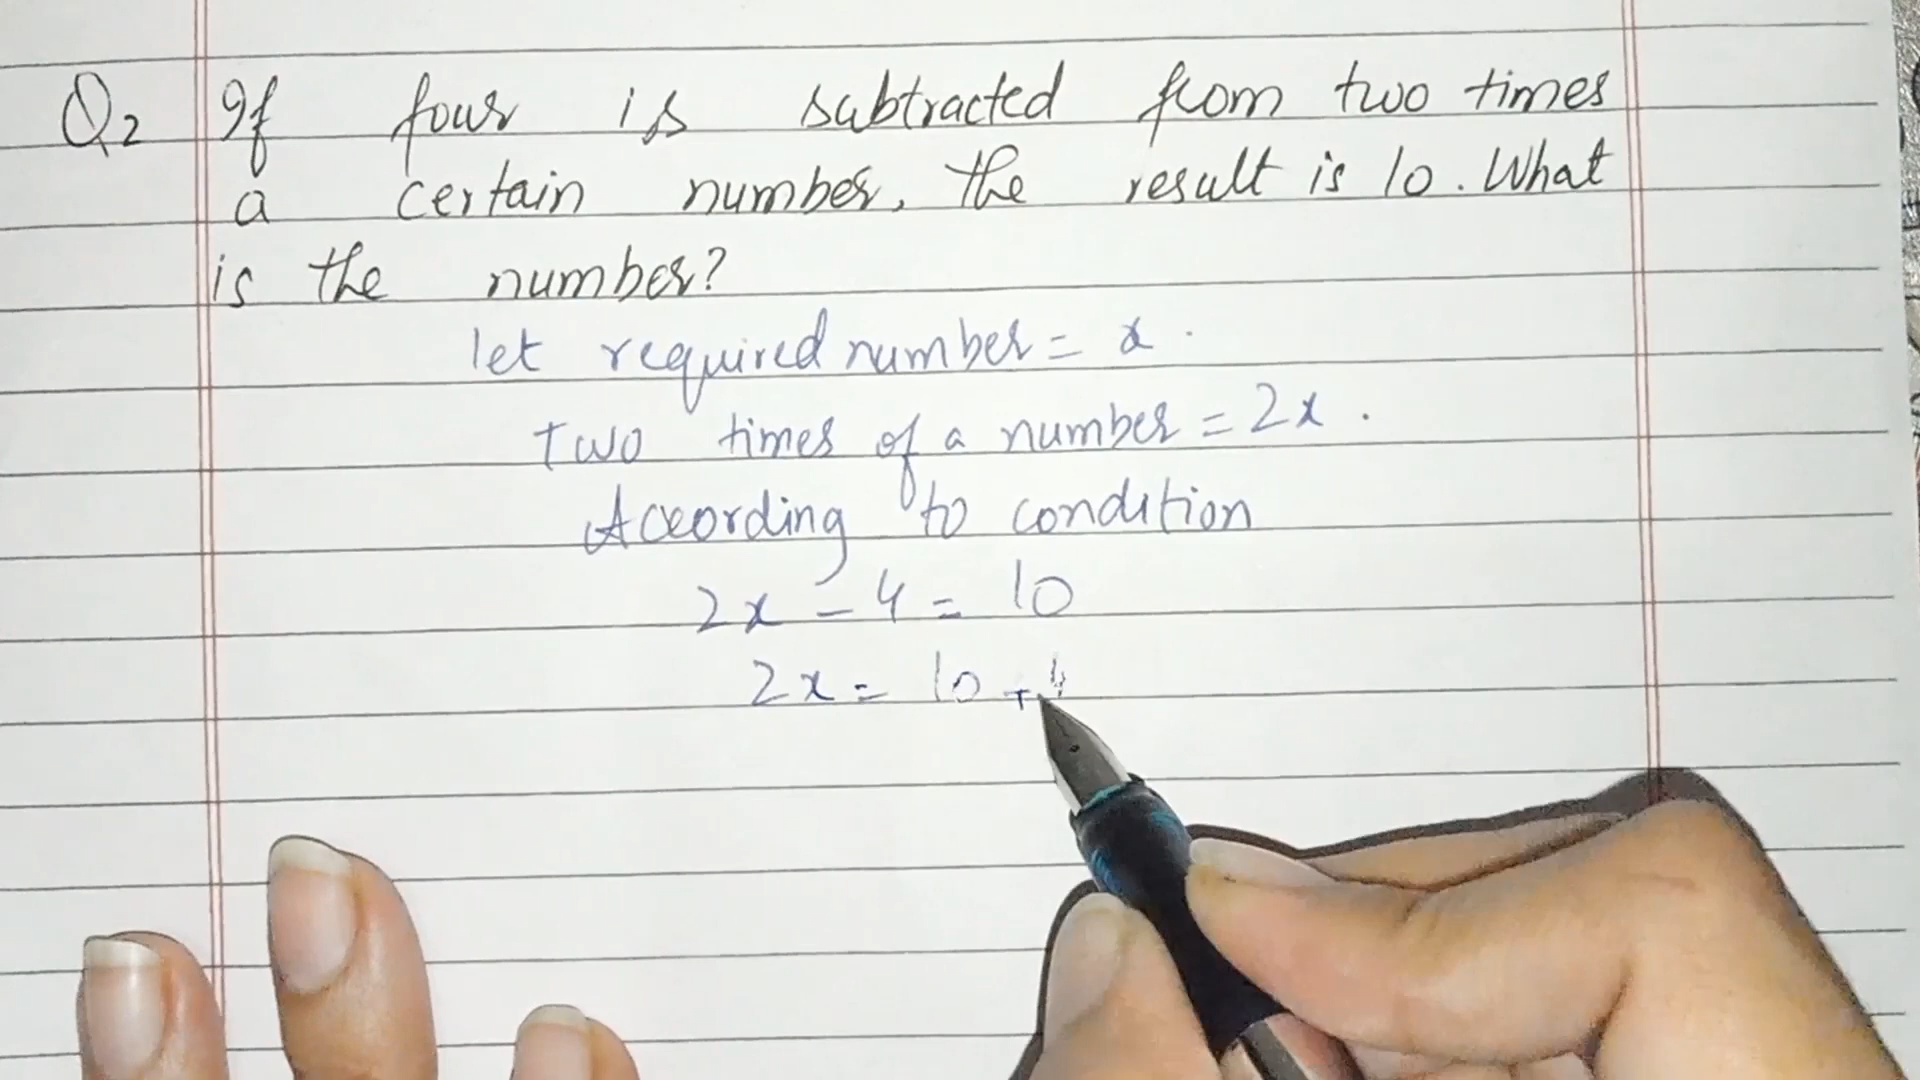 Q2 If four is subtracted from two times
a certain number, the result is 10. What
is the number?
let required number = x.
two times of a number = 2x.
According to condition
2x - 4 = 10
2x = 10 + 4